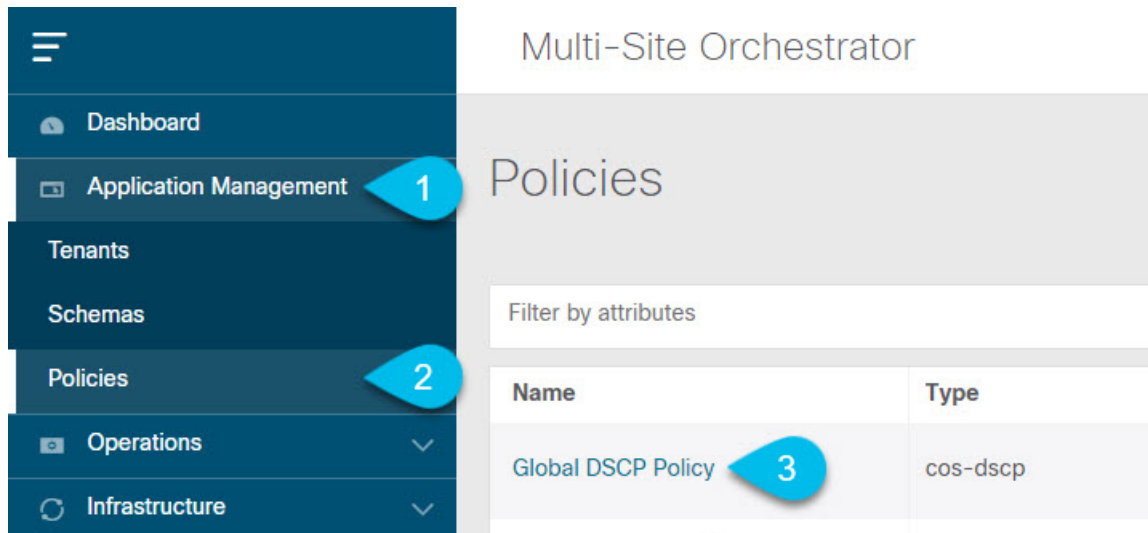 Multi-Site Orchestrator
Dashboard
Application Management
1
Tenants
Schemas
Policies
2
Operations
Infrastructure
Policies
Filter by attributes
Name Type
Global DSCP Policy 3 cos-dscp